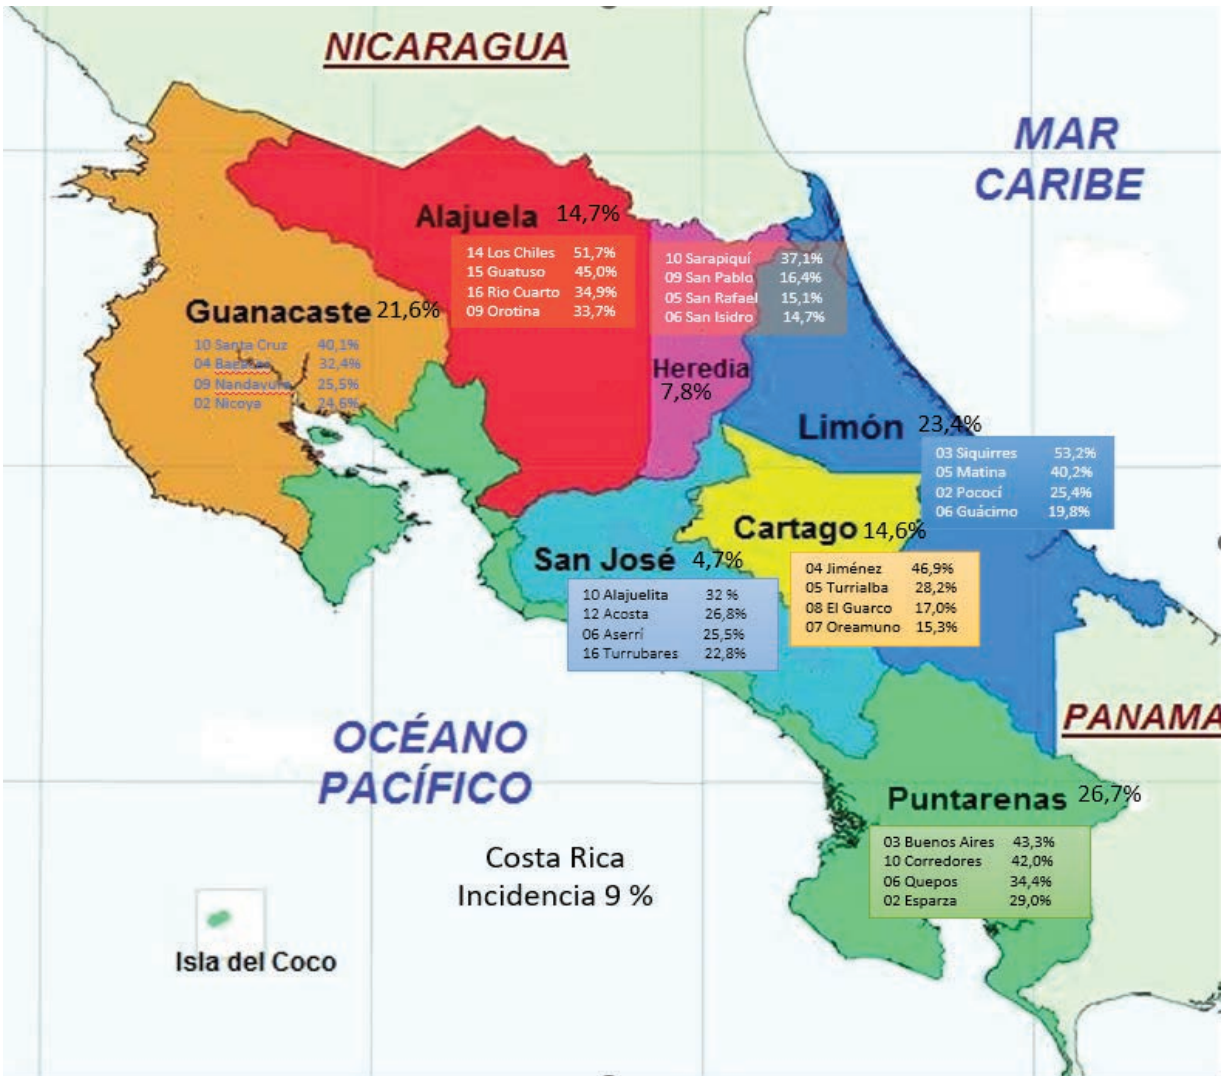 NICARAGUA
MAR
CARIBE
Alajuela 14,7%
14 Los Chiles 51,7%
15 Guatuso 45,0%
16 Rio Cuarto 34,9%
09 Orotina 33,7%
10 Sarapiquí 37,1%
09 San Pablo 16,4%
05 San Rafael 15,1%
06 San Isidro 14,7%
Guanacaste 21,6%
10 Santa Cruz 40,1%
04 32,4%
09 Nandayure 25,5%
02 Nicoya 24,6%
Heredia
7,8%
Limón 23,4%
03 Siquirres 53,2%
05 Matina 40,2%
02 Pococí 25,4%
06 Guácimo 19,8%
Cartago 14,6%
04 Jiménez 46,9%
05 Turrialba 28,2%
08 El Guarco 17,0%
07 Oreamuno 15,3%
San José 4,7%
10 Alajuelita 32 %
12 Acosta 26,8%
06 Aserrí 25,5%
16 Turrubares 22,8%
PANAMA
OCÉANO
PACÍFICO
Puntarenas 26,7%
03 Buenos Aires 43,3%
10 Corredores 42,0%
06 Quepos 34,4%
02 Esparza 29,0%
Costa Rica
Incidencia 9 %
Isla del Coco